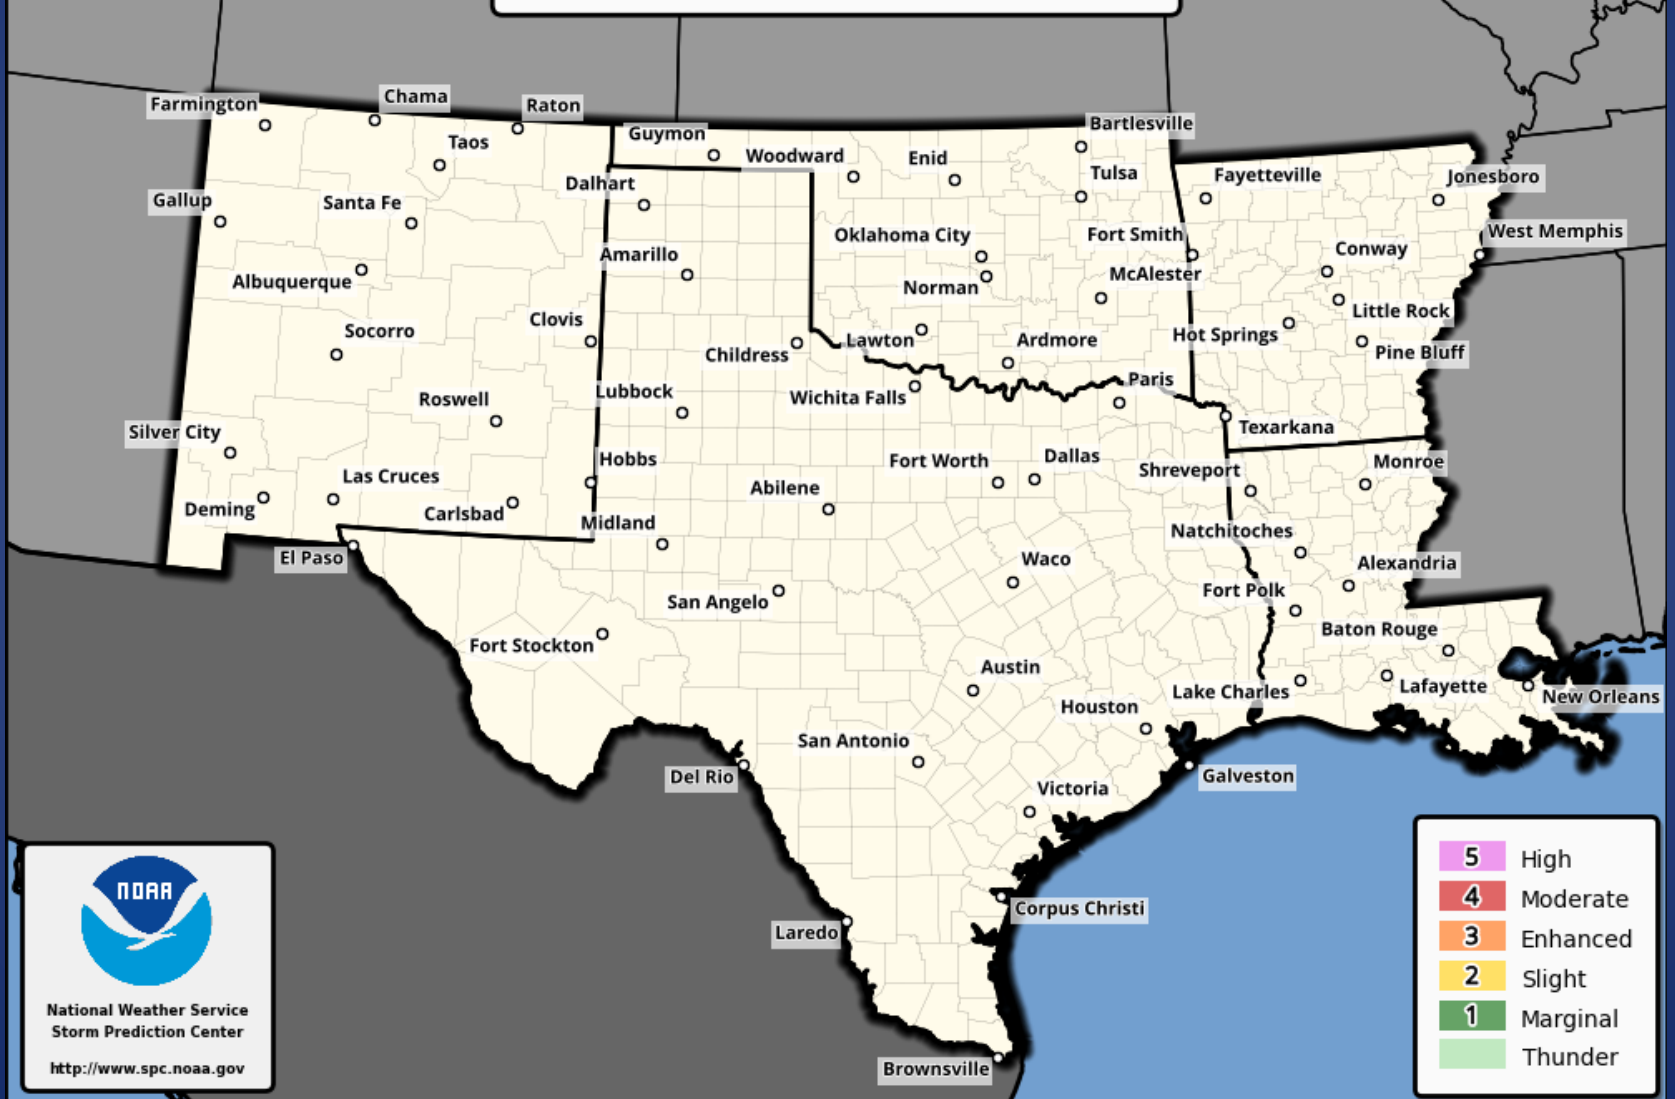 Farmington
Chama
Raton
Taos
Guymon
Woodward
Enid
Bartlesville
Tulsa
Fayetteville
Jonesboro
Gallup
Santa Fe
Dalhart
Amarillo
Oklahoma City
Fort Smith
West Memphis
Conway
Albuquerque
Norman
McAlester
Little Rock
Socorro
Clovis
Childress
Lawton
Ardmore
Hot Springs
Pine Bluff
Roswell
Lubbock
Wichita Falls
Paris
Texarkana
Silver City
Las Cruces
Hobbs
Abilene
Fort Worth
Dallas
Shreveport
Monroe
Deming
Carlsbad
Midland
Natchitoches
El Paso
Waco
Alexandria
San Angelo
Fort Polk
Fort Stockton
Baton Rouge
Austin
Lake Charles
Lafayette
New Orleans
Houston
San Antonio
Del Rio
Galveston
Victoria
Corpus Christi
Laredo
Brownsville
NOAA
National Weather Service
Storm Prediction Center
http://www.spc.noaa.gov
5 High
4 Moderate
3 Enhanced
2 Slight
1 Marginal
Thunder